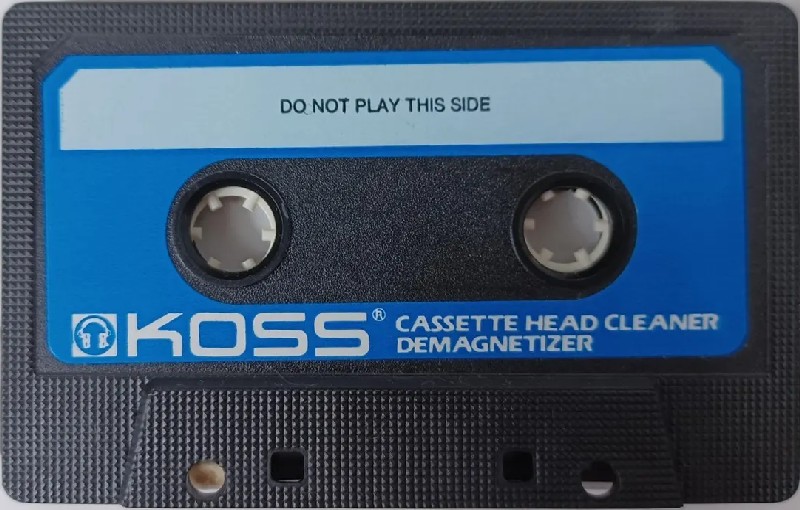 DO NOT PLAY THIS SIDE
KOSS® CASSETTE HEAD CLEANER
DEMAGNETIZER